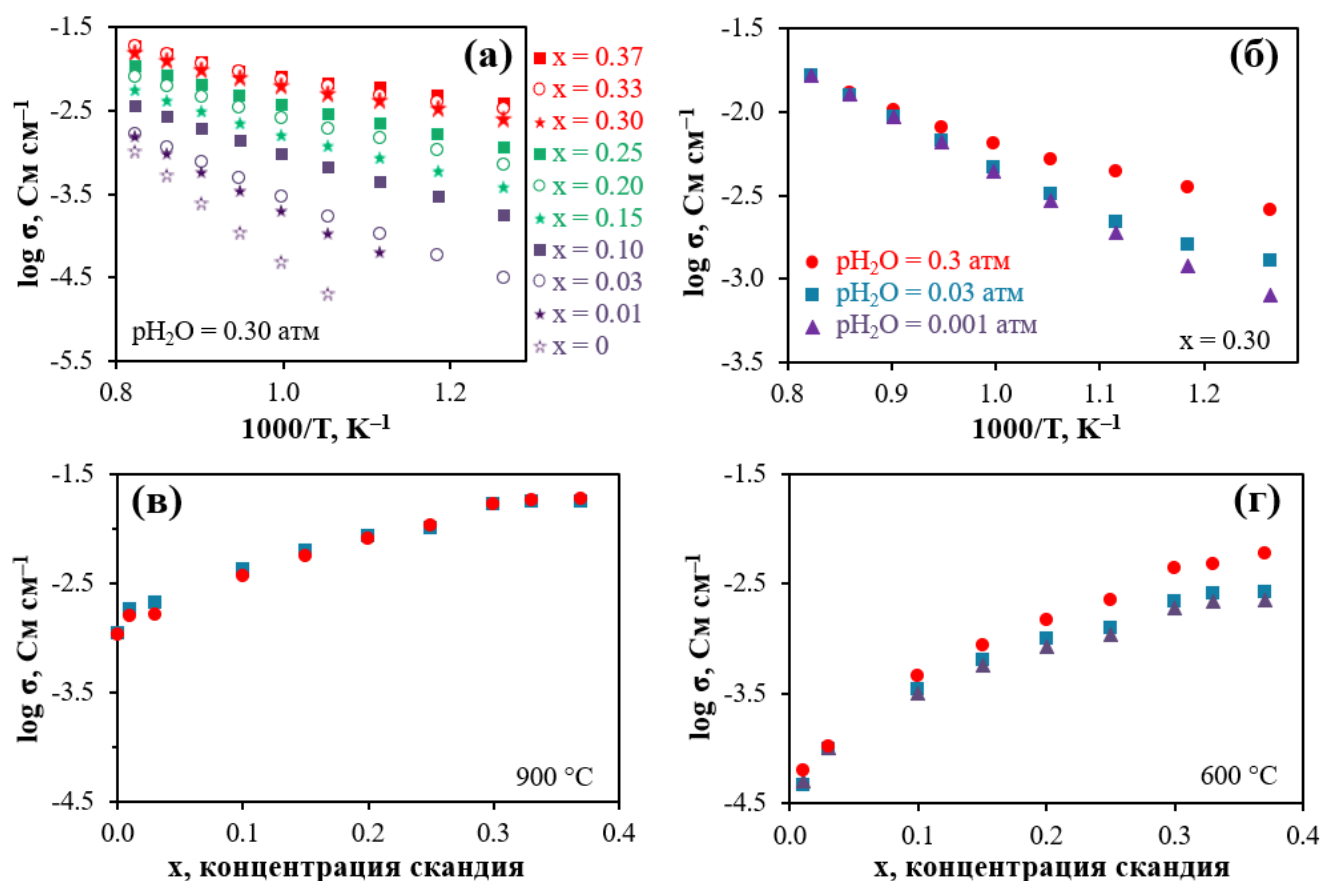 -1.5
-2.5
-3.5
-4.5
-5.5
log σ, См см⁻¹
(а)
pH₂O = 0.30 атм
0.8
1.0
1.2
1000/T, K⁻¹
x = 0.37
x = 0.33
x = 0.30
x = 0.25
x = 0.20
x = 0.15
x = 0.10
x = 0.03
x = 0.01
x = 0
-1.5
-2.0
-2.5
-3.0
-3.5
log σ, См см⁻¹
(б)
pH₂O = 0.3 атм
pH₂O = 0.03 атм
pH₂O = 0.001 атм
x = 0.30
0.8
0.9
1.0
1.1
1.2
1000/T, K⁻¹
-1.5
-2.5
-3.5
-4.5
log σ, См см⁻¹
(в)
900 °C
0.0
0.1
0.2
0.3
0.4
x, концентрация скандия
-1.5
-2.5
-3.5
-4.5
log σ, См см⁻¹
(г)
600 °C
0.0
0.1
0.2
0.3
0.4
x, концентрация скандия